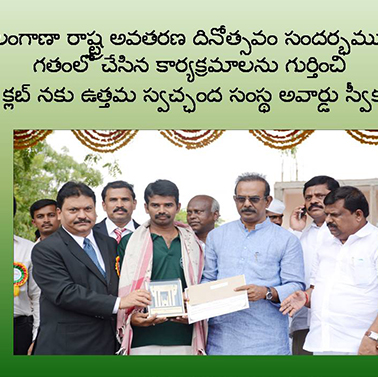 లంగాణా రాష్ట్ర అవతరణ దినోత్సవం సందర్భము
గతంలో చేసిన కార్యక్రమాలను గుర్తించి
క్లబ్ నకు ఉత్తమ స్వచ్ఛంద సంస్థ అవార్డు స్వీక